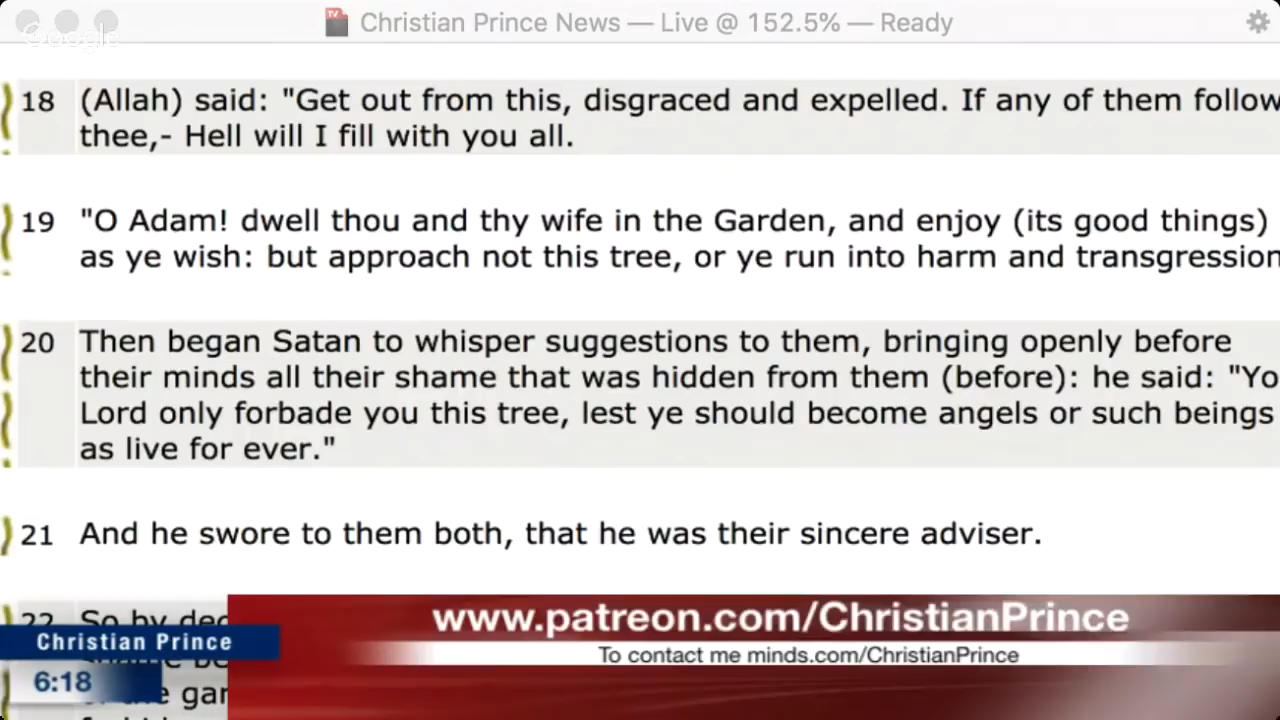 Christian Prince News — Live @ 152.5% — Ready
Google
18 (Allah) said: "Get out from this, disgraced and expelled. If any of them follow
thee,- Hell will I fill with you all.
19 "O Adam! dwell thou and thy wife in the Garden, and enjoy (its good things)
as ye wish: but approach not this tree, or ye run into harm and transgression
20 Then began Satan to whisper suggestions to them, bringing openly before
their minds all their shame that was hidden from them (before): he said: "Yo
Lord only forbade you this tree, lest ye should become angels or such beings
as live for ever."
21 And he swore to them both, that he was their sincere adviser.
22 So by dec
www.patreon.com/ChristianPrince
Christian Prince
To contact me minds.com/ChristianPrince
6:18
gar